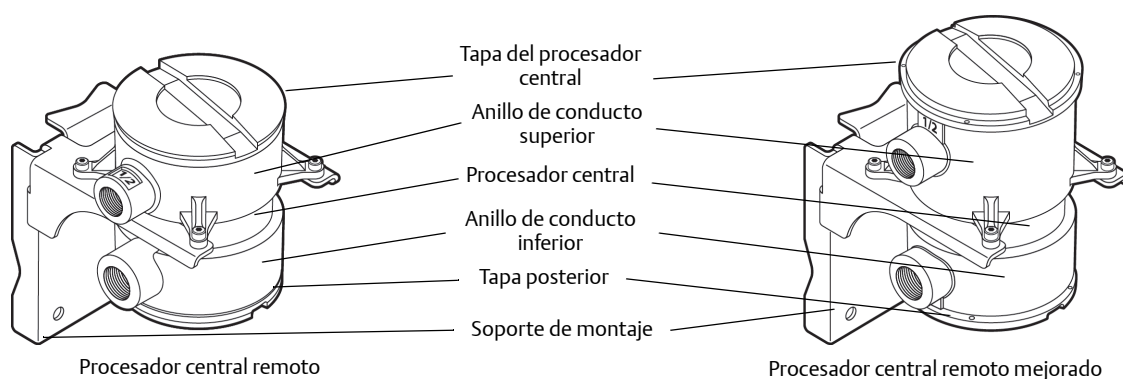 Tapa del procesador
central
Anillo de conducto
superior
Procesador central
Anillo de conducto
inferior
Tapa posterior
Soporte de montaje
1/2
1/2
Procesador central remoto
Procesador central remoto mejorado